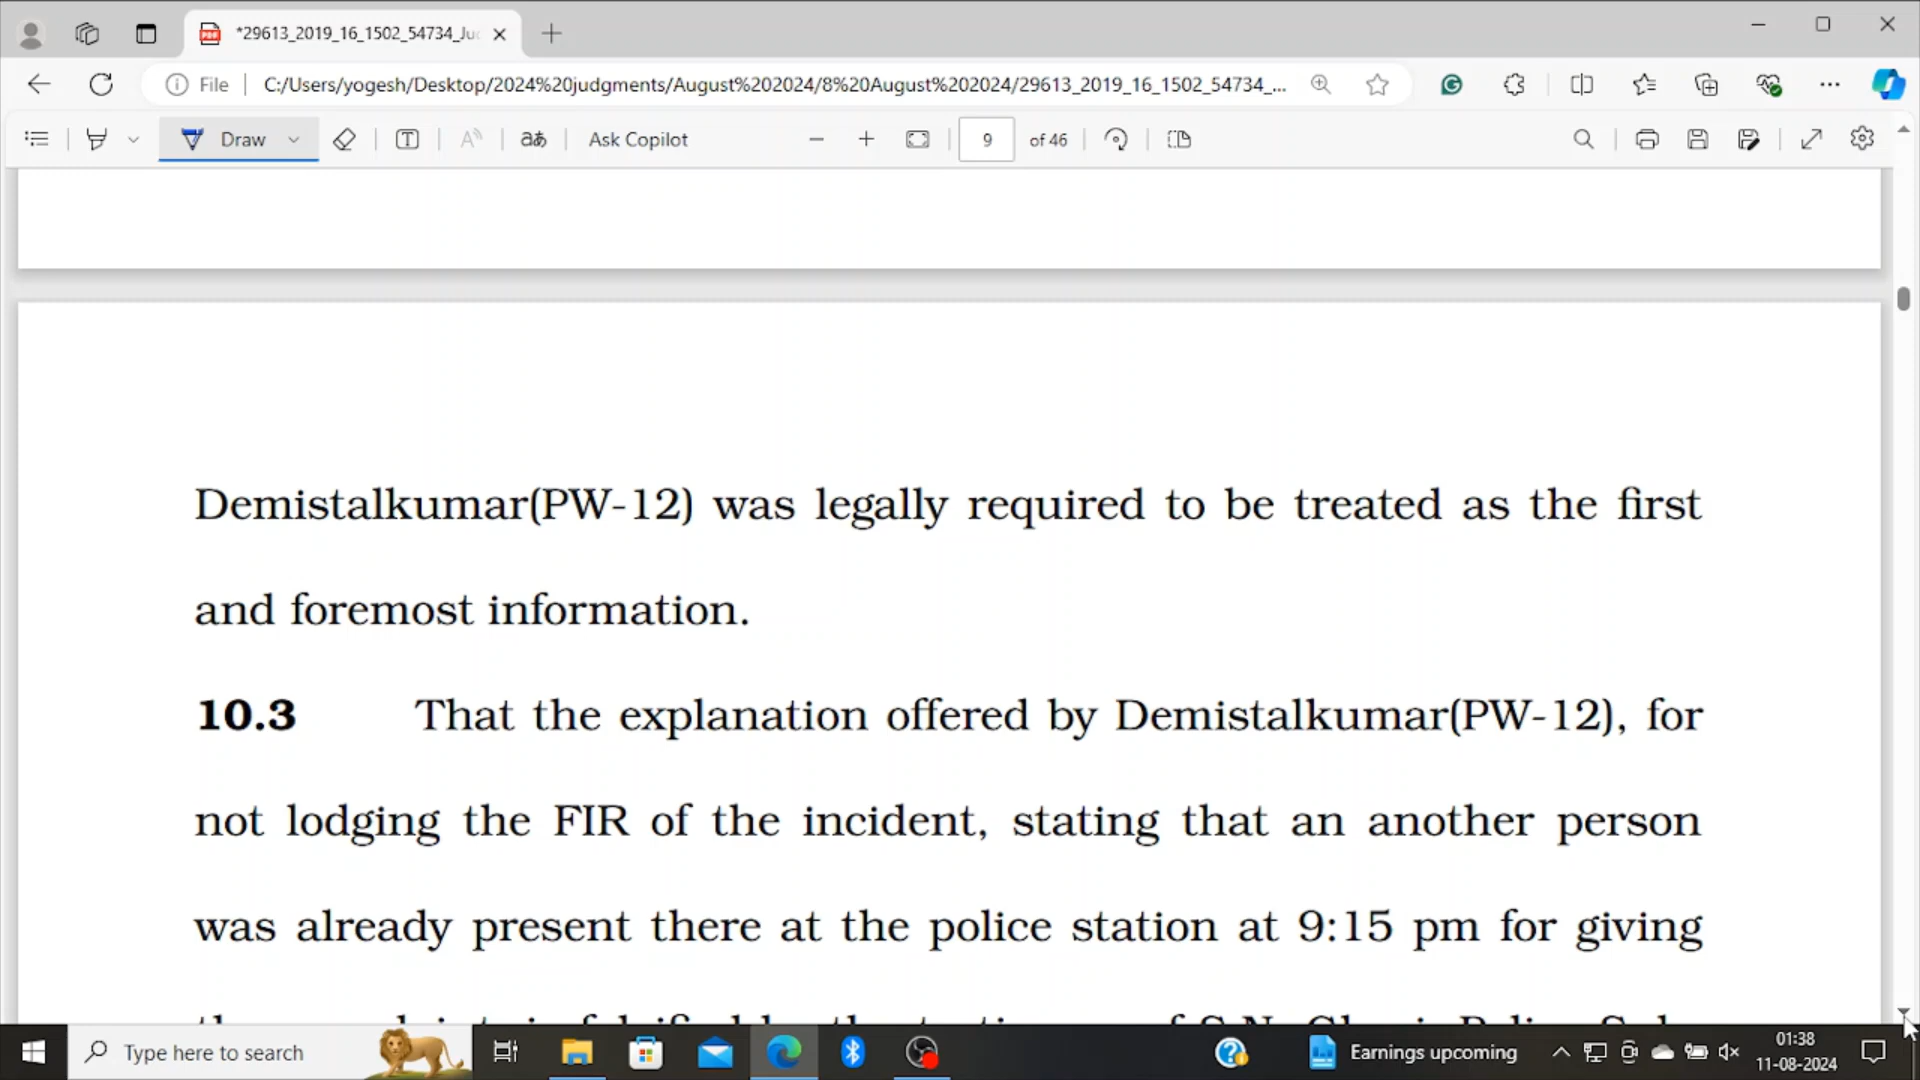 *29613_2019_16_1502_54734_Ju
File
C:/Users/yogesh/Desktop/2024%20judgments/August%202024/8%20August%202024/29613_2019_16_1502_54734_...
Draw
Ask Copilot
9 of 46
Demistalkumar(PW-12) was legally required to be treated as the first
and foremost information.
10.3 That the explanation offered by Demistalkumar(PW-12), for
not lodging the FIR of the incident, stating that an another person
was already present there at the police station at 9:15 pm for giving
Type here to search
Earnings upcoming
01:38
11-08-2024